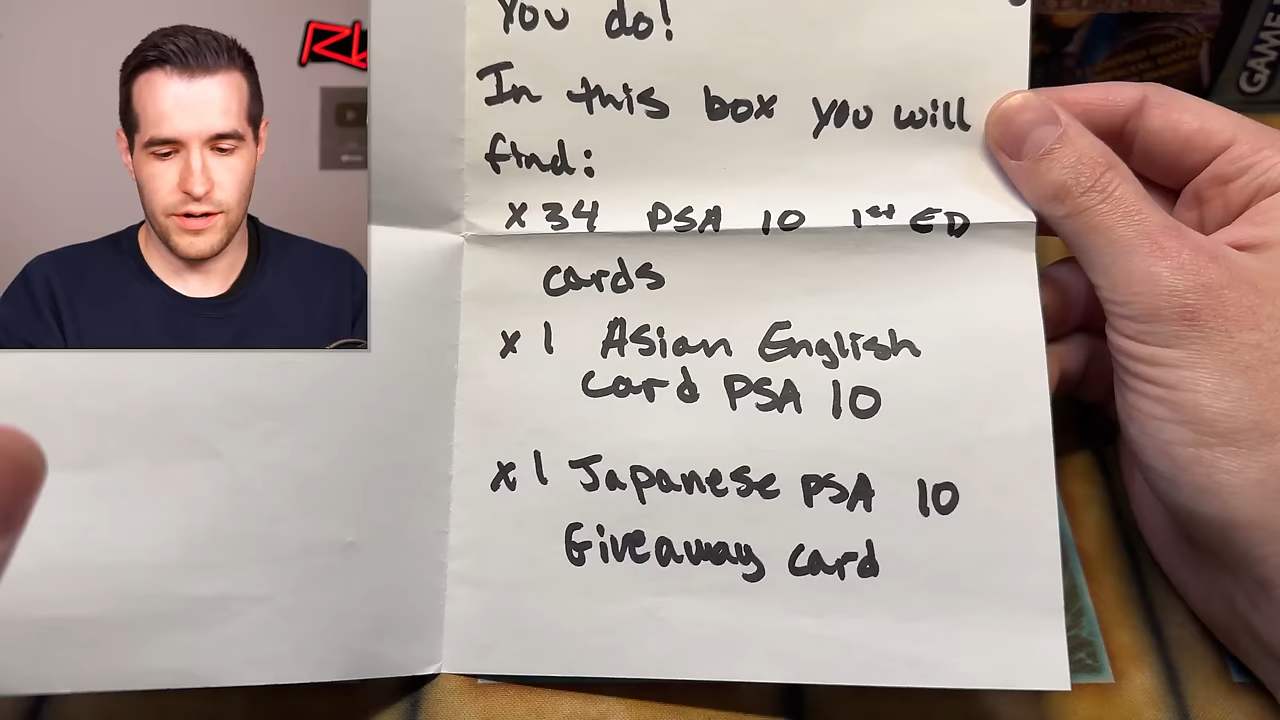 You do!
In this box you will
find:
x 34 PSA 10 1st ED
cards
x 1 Asian English
card PSA 10
x 1 Japanese PSA 10
Giveaway card
GAME